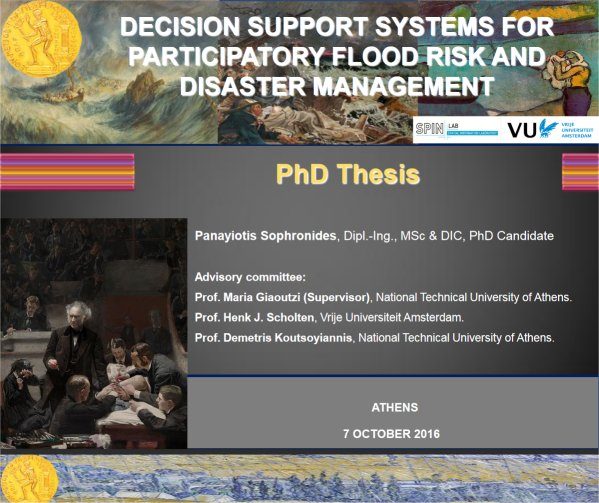 DECISION SUPPORT SYSTEMS FOR
PARTICIPATORY FLOOD RISK AND
DISASTER MANAGEMENT
SPIN LAB
VU VRIJE
UNIVERSITEIT
AMSTERDAM
PhD Thesis
Panayiotis Sophronides, Dipl.-Ing., MSc & DIC, PhD Candidate
Advisory committee:
Prof. Maria Giaoutzi (Supervisor), National Technical University of Athens.
Prof. Henk J. Scholten, Vrije Universiteit Amsterdam.
Prof. Demetris Koutsoyiannis, National Technical University of Athens.
ATHENS
7 OCTOBER 2016